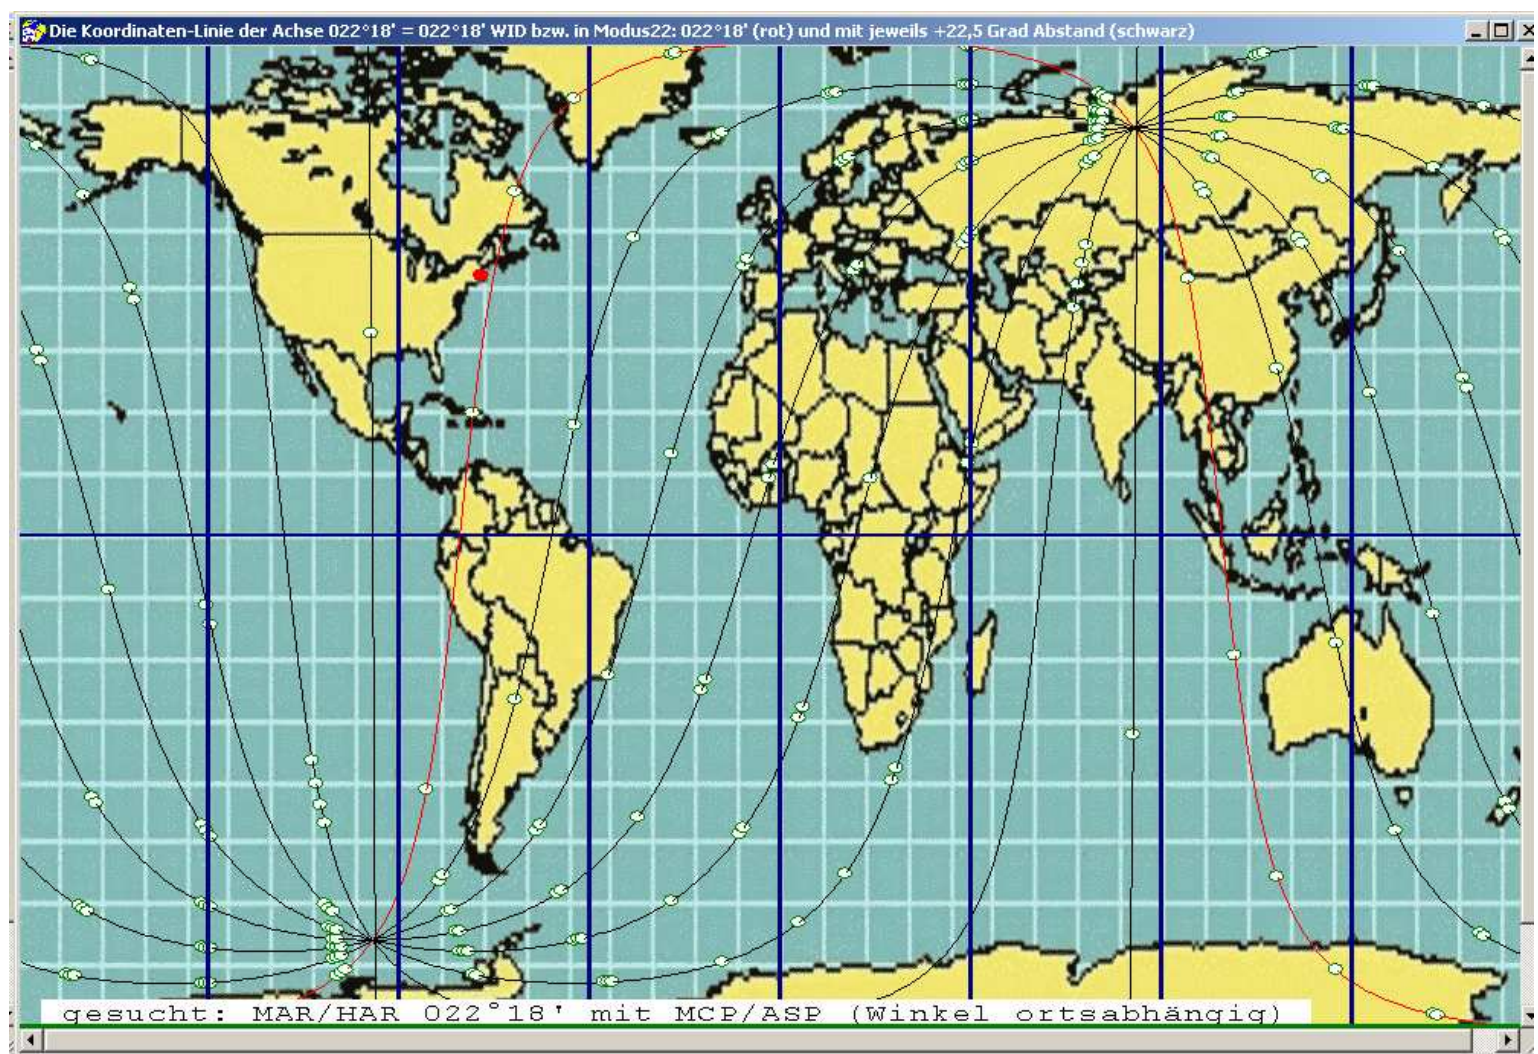 Die Koordinaten-Linie der Achse 022°18' = 022°18' WID bzw. in Modus22: 022°18' (rot) und mit jeweils +22,5 Grad Abstand (schwarz)
gesucht: MAR/HAR 022°18' mit MCP/ASP (Winkel ortsabhängig)